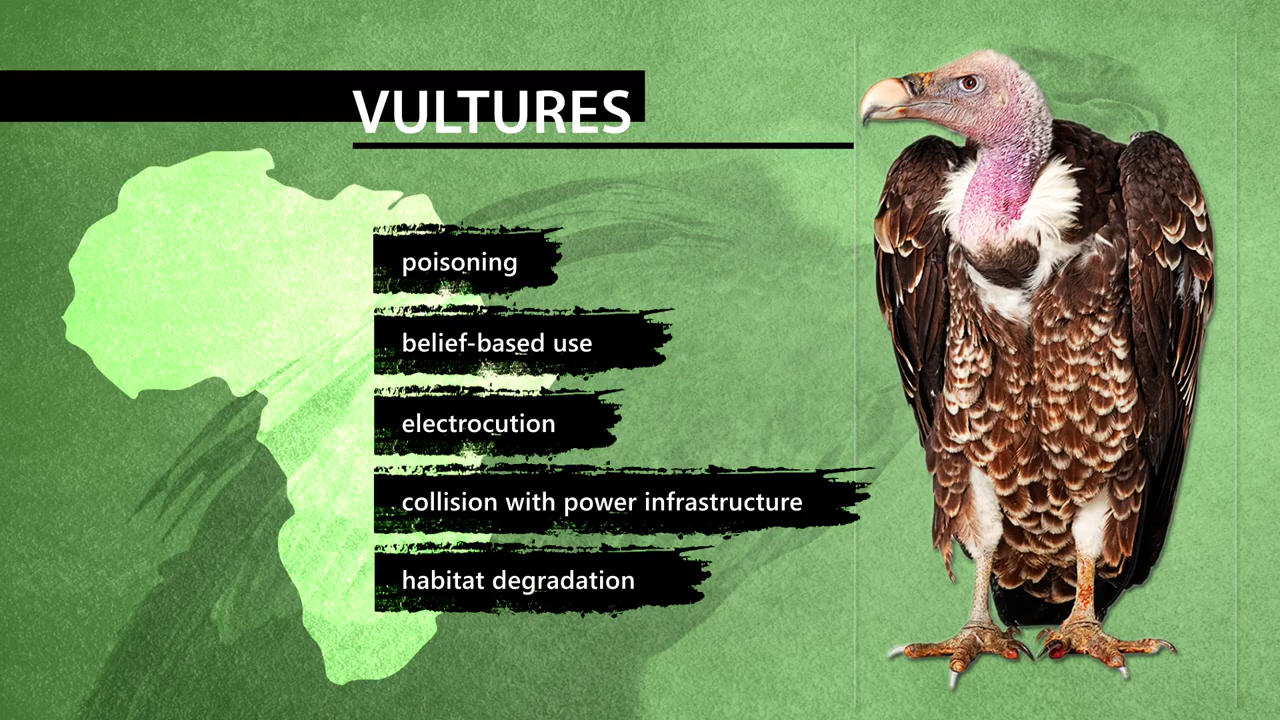 VULTURES
poisoning
belief-based use
electrocution
collision with power infrastructure
habitat degradation